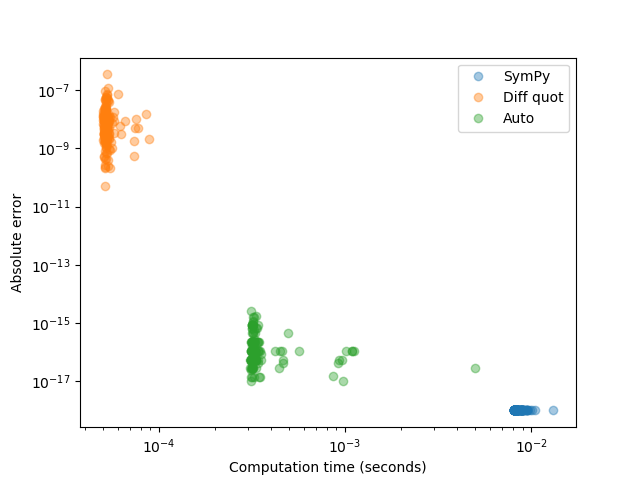 SymPy
Diff quot
Auto
10⁻⁷
10⁻⁹
10⁻¹¹
10⁻¹³
10⁻¹⁵
10⁻¹⁷
Absolute error
10⁻⁴ 10⁻³ 10⁻²
Computation time (seconds)